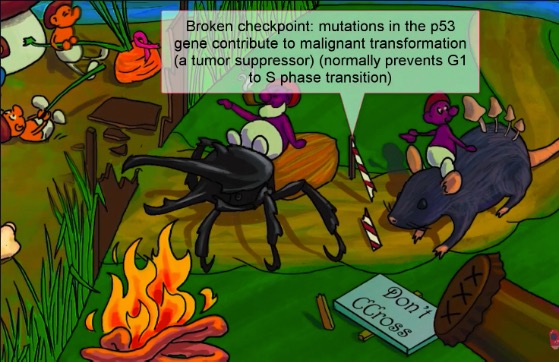 Broken checkpoint: mutations in the p53
gene contribute to malignant transformation
(a tumor suppressor) (normally prevents G1
to S phase transition)
Don't
CCross